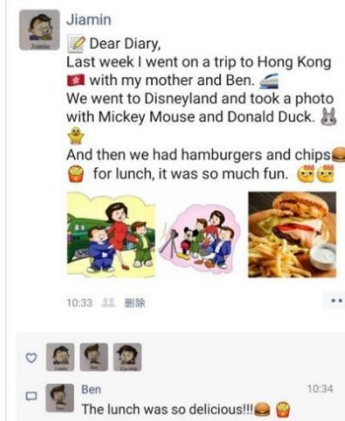 Jiamin
Jiamin
📝 Dear Diary,
Last week I went on a trip to Hong Kong
🇭🇰 with my mother and Ben. 🚄
We went to Disneyland and took a photo
with Mickey Mouse and Donald Duck. 🐰
🐥
And then we had hamburgers and chips🍔
🍟 for lunch, it was so much fun.
10:33 删除
Ben 10:34
The lunch was so delicious!!!🍔 🍟